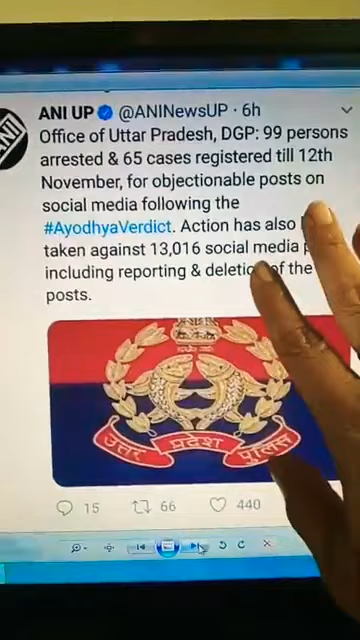 ANI
ANI UP @ANINewsUP · 6h
Office of Uttar Pradesh, DGP: 99 persons
arrested & 65 cases registered till 12th
November, for objectionable posts on
social media following the
#AyodhyaVerdict. Action has also
taken against 13,016 social media
including reporting & of the
posts.
उत्तर प्रदेश पुलिस
15 66 440